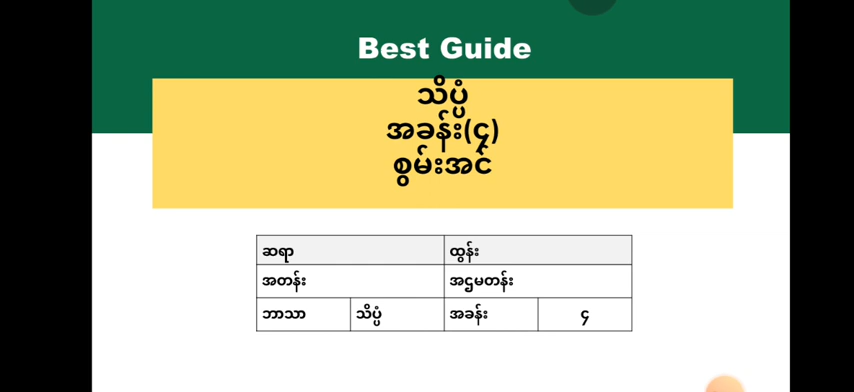 Best Guide
သိပ္ပံ
အခန်း(၄)
စွမ်းအင်
ဆရာ ထွန်း
အတန်း အဌမတန်း
ဘာသာ သိပ္ပံ အခန်း ၄